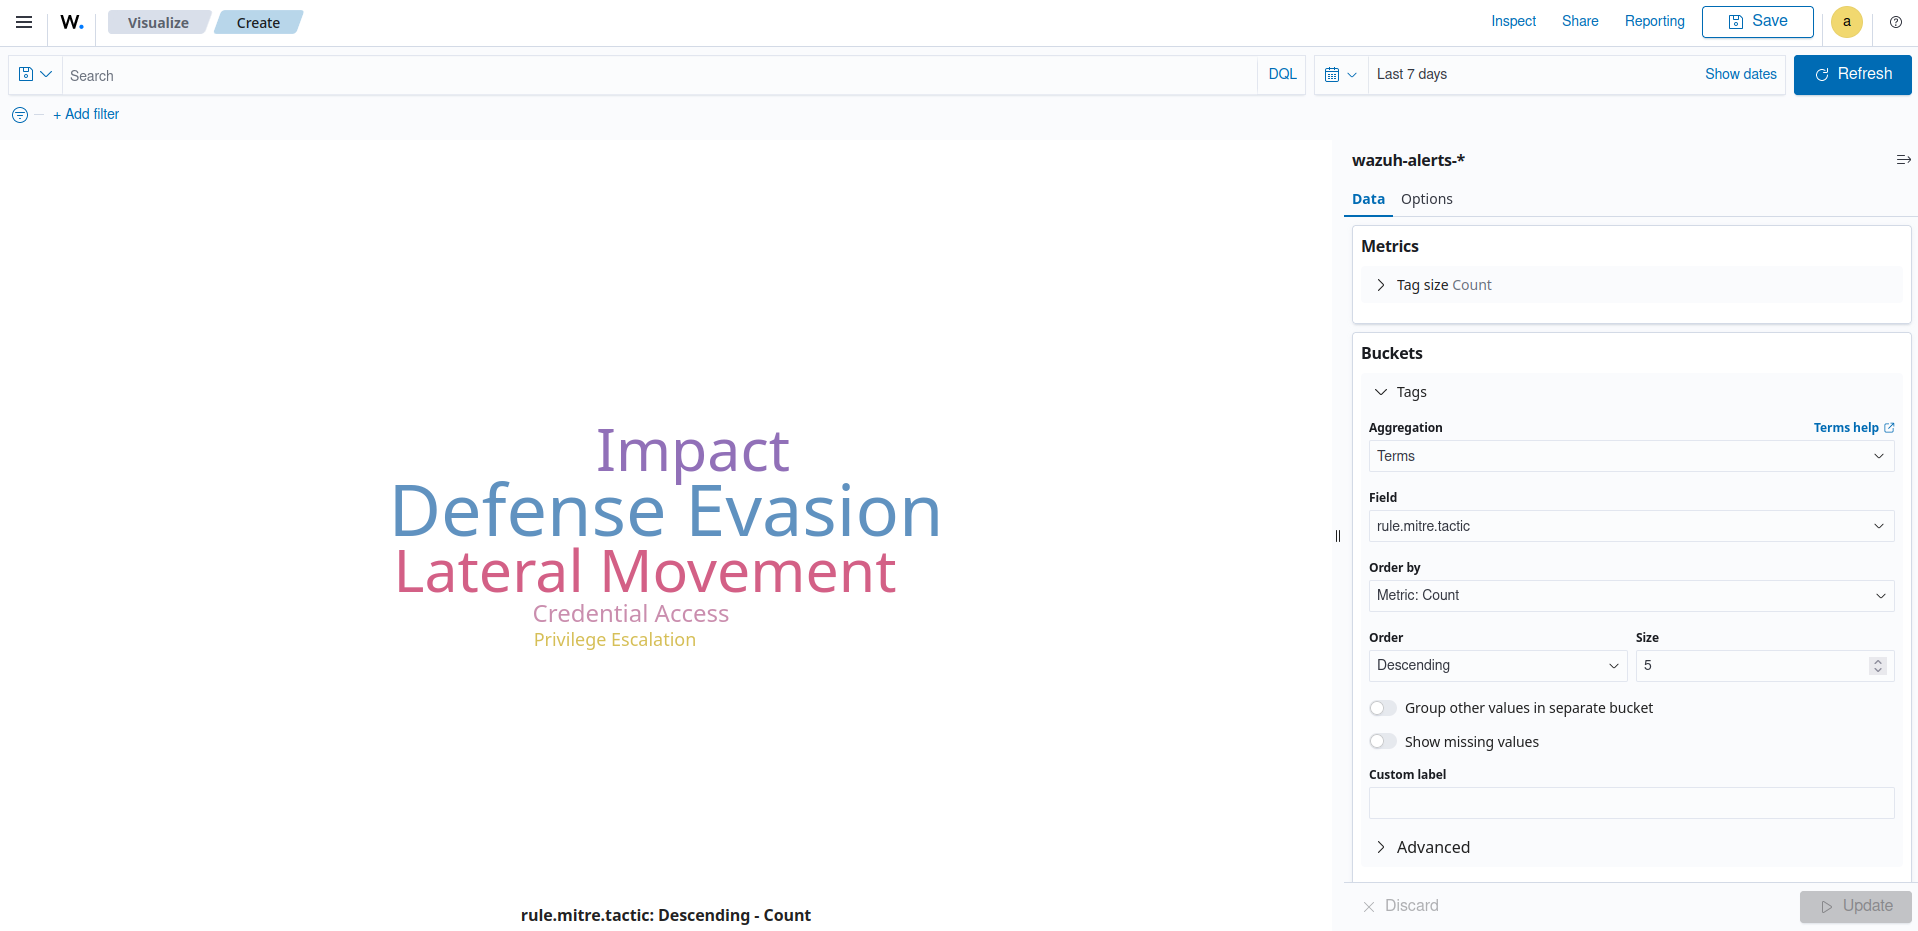 W.
Visualize
Create
Inspect
Share
Reporting
Save
a
Search
DQL
Last 7 days
Show dates
Refresh
+ Add filter
Impact
Defense Evasion
Lateral Movement
Credential Access
Privilege Escalation
rule.mitre.tactic: Descending - Count
wazuh-alerts-*
Data
Options
Metrics
Tag size Count
Buckets
Tags
Aggregation
Terms help
Terms
Field
rule.mitre.tactic
Order by
Metric: Count
Order
Size
Descending
5
Group other values in separate bucket
Show missing values
Custom label
Advanced
Discard
Update